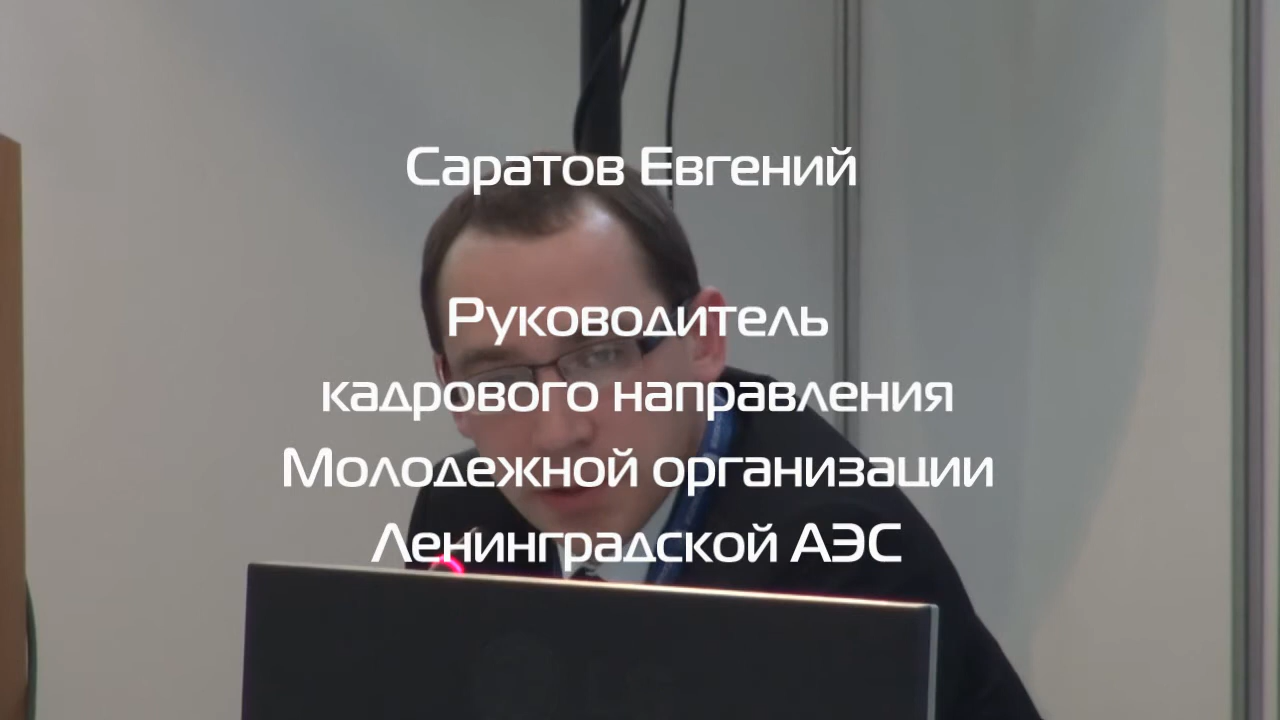 Саратов Евгений
Руководитель
кадрового направления
Молодежной организации
Ленинградской АЭС